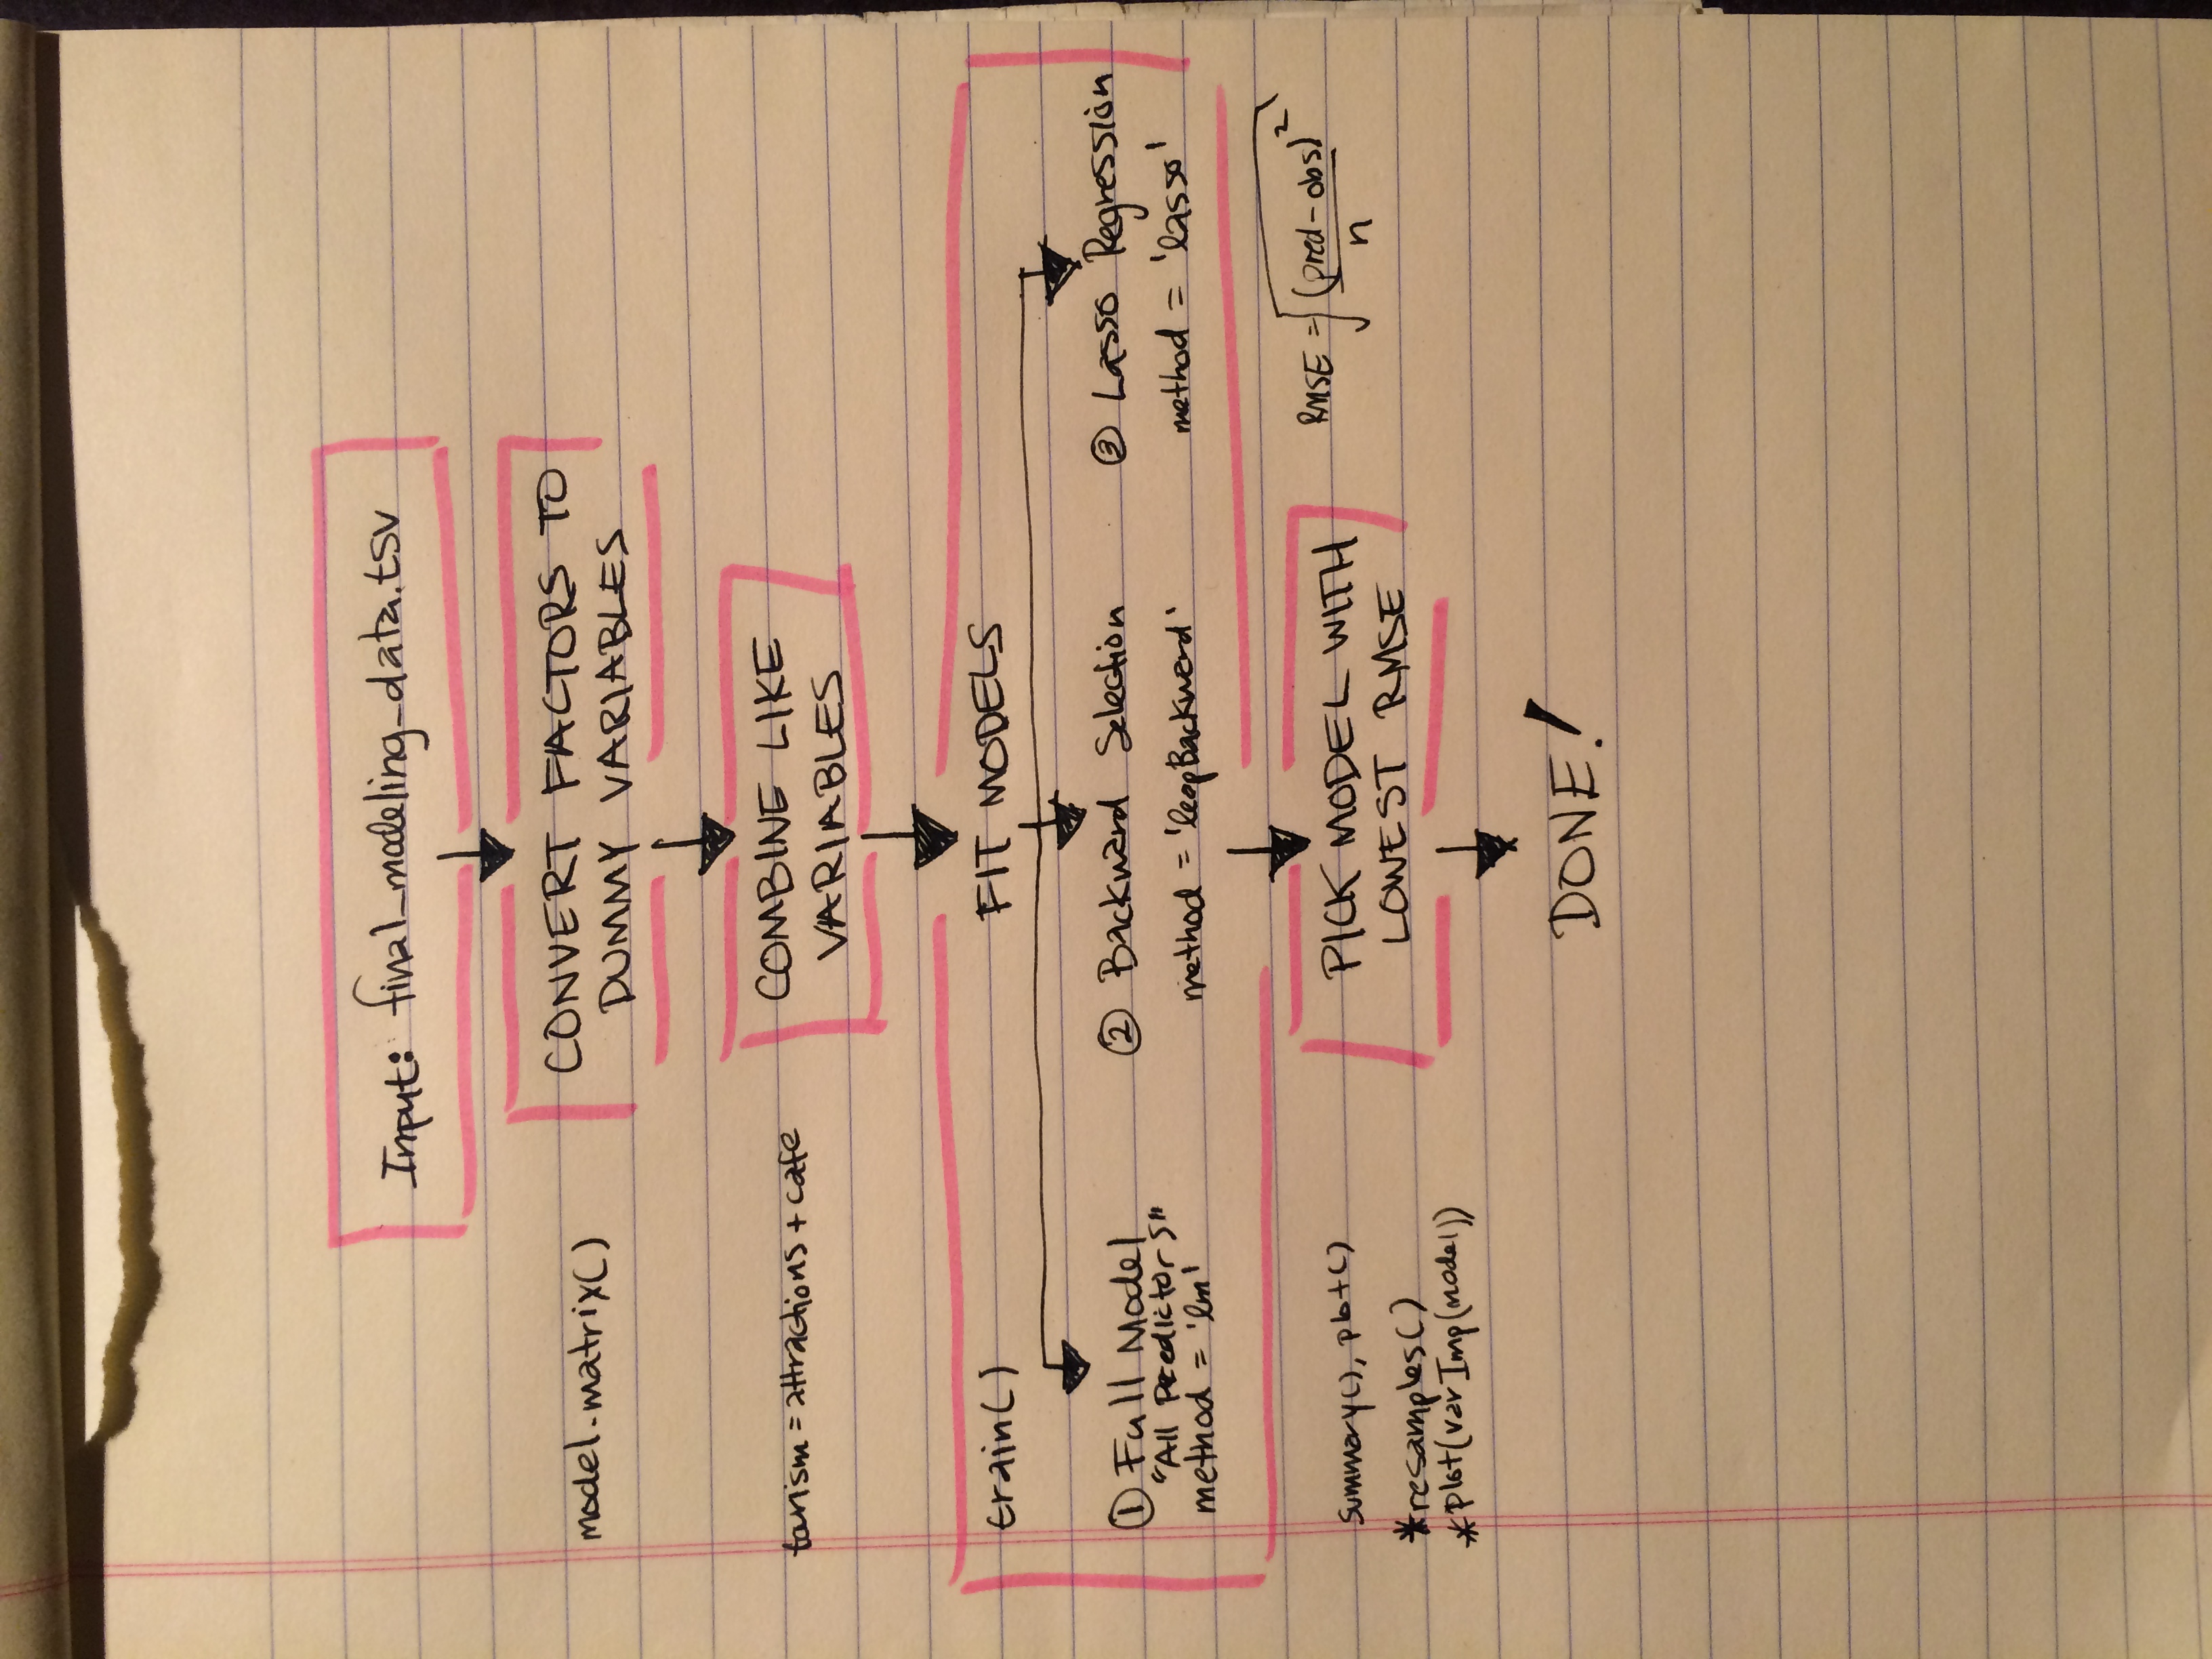 Input: final_modeling_data.tsv
CONVERT FACTORS TO
DUMMY VARIABLES
model.matrix()
COMBINE LIKE
VARIABLES
tourism = attractions + cafe
train()
FIT MODELS
① Full Model
"All Predictors"
method = 'lm'
② Backward Selection
method = 'leapBackward'
③ Lasso Regression
method = 'lasso'
PICK MODEL WITH
LOWEST RMSE
summary(), plot()
*resamples()
*plot(varImp(model))
RMSE = √(pred-obs)²
n
DONE!